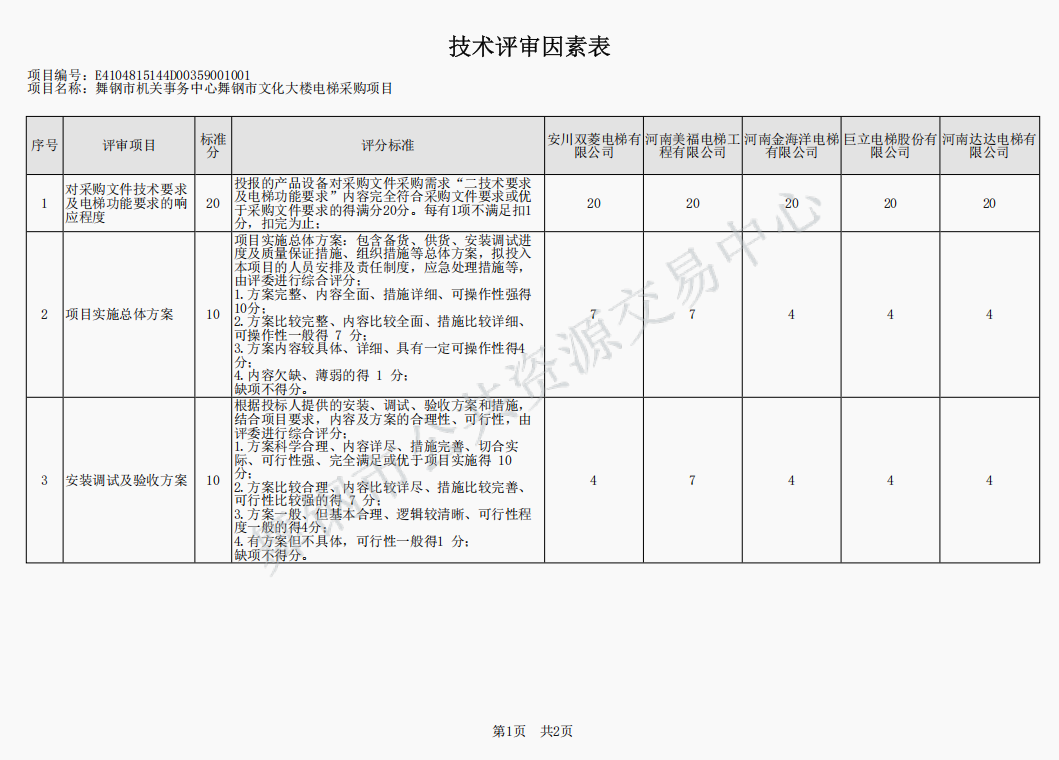 技术评审因素表
项目编号：E4104815144D00359001001
项目名称：舞钢市机关事务中心舞钢市文化大楼电梯采购项目
序号
评审项目
标准
分
评分标准
安川双菱电梯有
限公司
河南美福电梯工
程有限公司
河南金海洋电梯
有限公司
巨立电梯股份有
限公司
河南达达电梯有
限公司
1
对采购文件技术要求
及电梯功能要求的响
应程度
20
投报的产品设备对采购文件采购需求“二技术要求
及电梯功能要求”内容完全符合采购文件要求或优
于采购文件要求的得满分20分。每有1项不满足扣1
分，扣完为止；
20
20
20
20
20
2
项目实施总体方案
10
项目实施总体方案：包含备货、供货、安装调试进
度及质量保证措施、组织措施等总体方案，拟投入
本项目的人员安排及责任制度，应急处理措施等，
由评委进行综合评分；
1.方案完整、内容全面、措施详细、可操作性强得
10分；
2.方案比较完整、内容比较全面、措施比较详细、
可操作性一般得 7 分；
3.方案内容较具体、详细、具有一定可操作性得4
分；
4.内容欠缺、薄弱的得 1 分；
缺项不得分。
7
7
4
4
4
3
安装调试及验收方案
10
根据投标人提供的安装、调试、验收方案和措施，
结合项目要求，内容及方案的合理性、可行性，由
评委进行综合评分；
1.方案科学合理、内容详尽、措施完善、切合实
际、可行性强、完全满足或优于项目实施得 10
分；
2.方案比较合理、内容比较详尽、措施比较完善、
可行性比较强的得 7 分；
3.方案一般、但基本合理、逻辑较清晰、可行性程
度一般的得4分；
4.有方案但不具体，可行性一般得1 分；
缺项不得分。
4
7
4
4
4
舞钢市公共资源交易中心
第1页 共2页